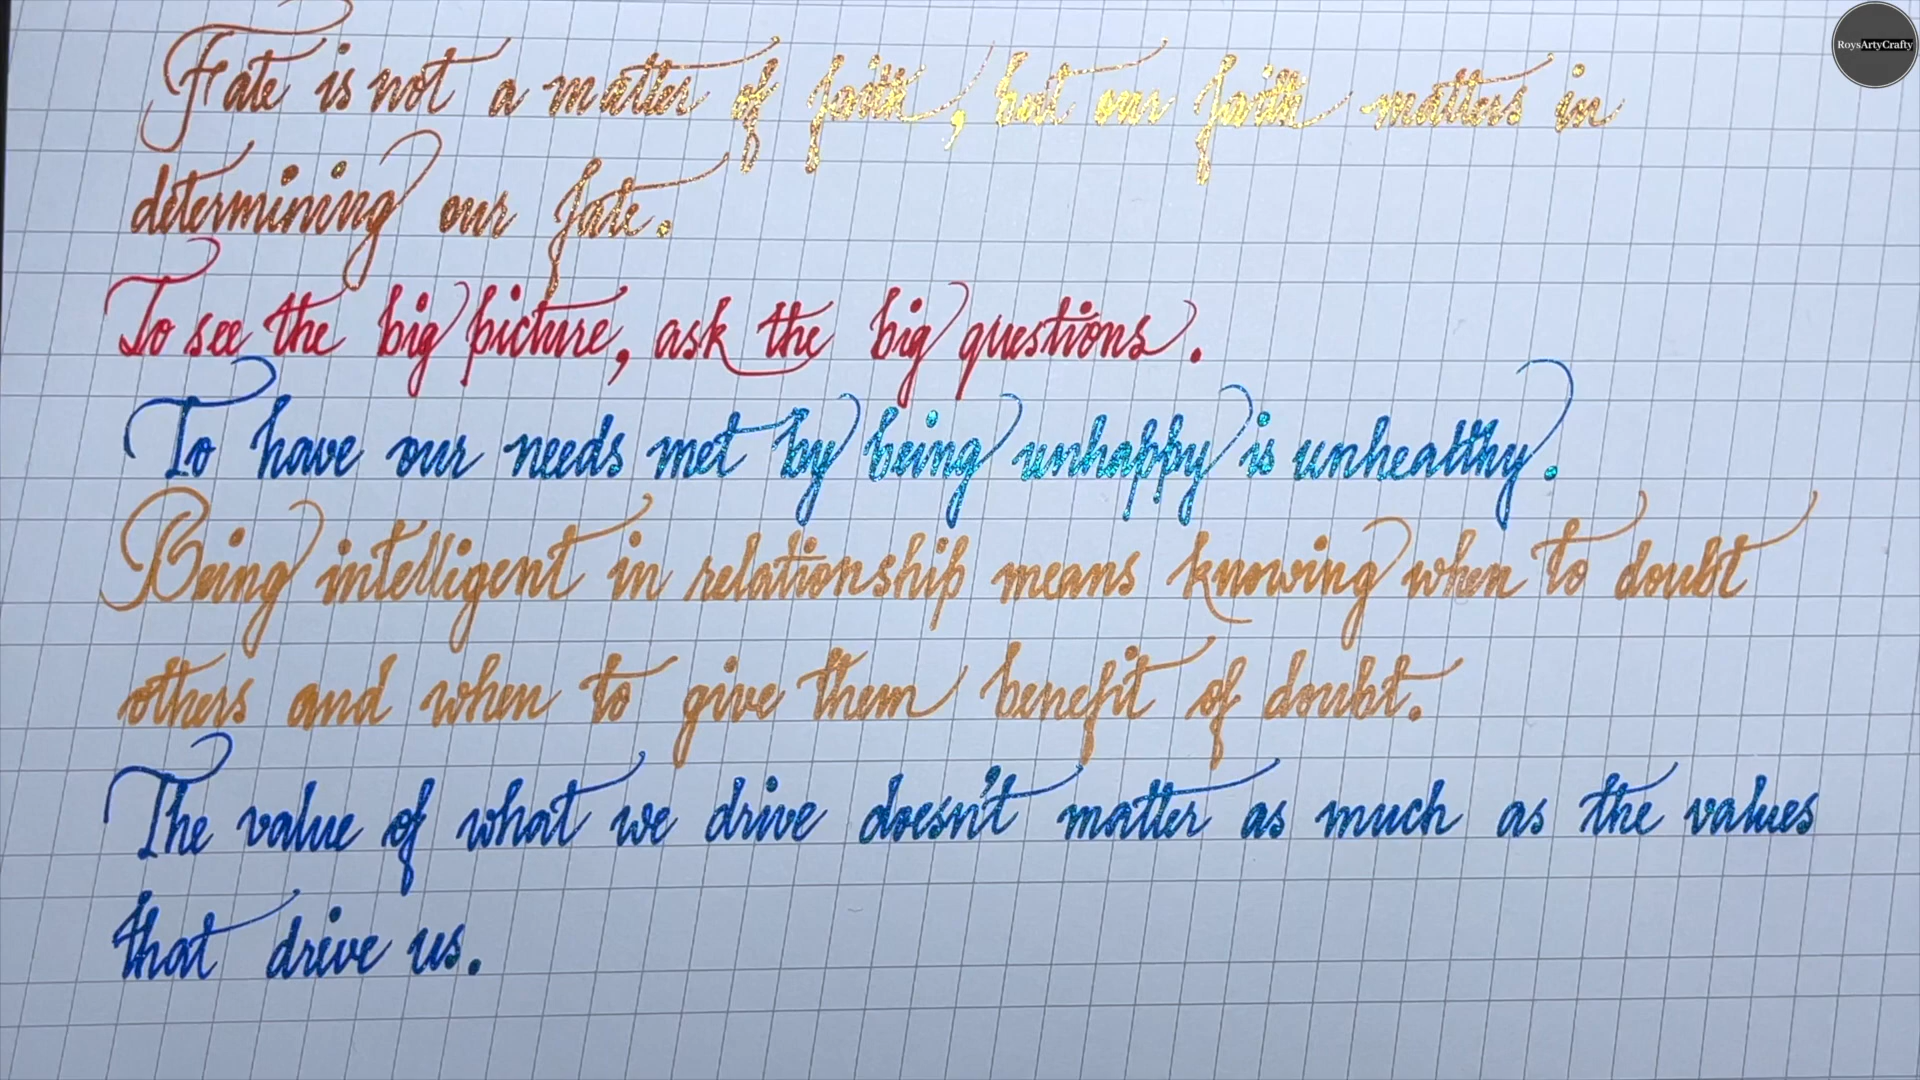 RoysArtyCrafty
Fate is not a matter of faith, but our faith matters in
determining our fate.
To see the big picture, ask the big questions.
To have our needs met by being unhappy is unhealthy.
Being intelligent in relationship means knowing when to doubt
others and when to give them benefit of doubt.
The value of what we drive doesn't matter as much as the values
that drive us.